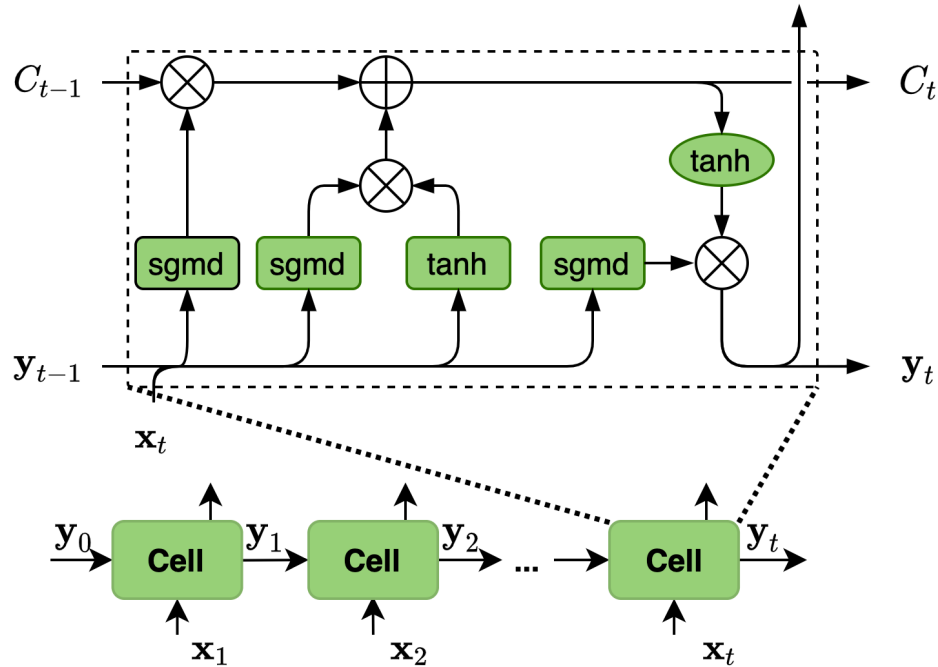 C_{t−1} C_t
tanh
sgmd sgmd tanh sgmd
y_{t−1} y_t
x_t
y_0 y_1 y_2 y_t
Cell Cell ... Cell
x_1 x_2 x_t